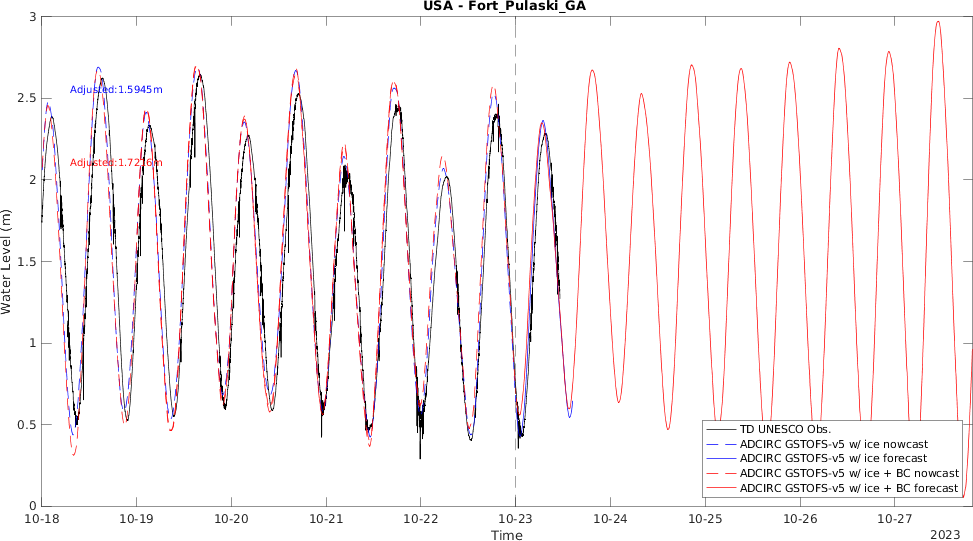 USA - Fort_Pulaski_GA
3
2.5
2
1.5
1
0.5
0
Water Level (m)
Adjusted:1.5945m
TD UNESCO Obs.
ADCIRC GSTOFS-v5 w/ ice nowcast
ADCIRC GSTOFS-v5 w/ ice forecast
ADCIRC GSTOFS-v5 w/ ice + BC nowcast
ADCIRC GSTOFS-v5 w/ ice + BC forecast
10-18 10-19 10-20 10-21 10-22 10-23 10-24 10-25 10-26 10-27
Time
2023